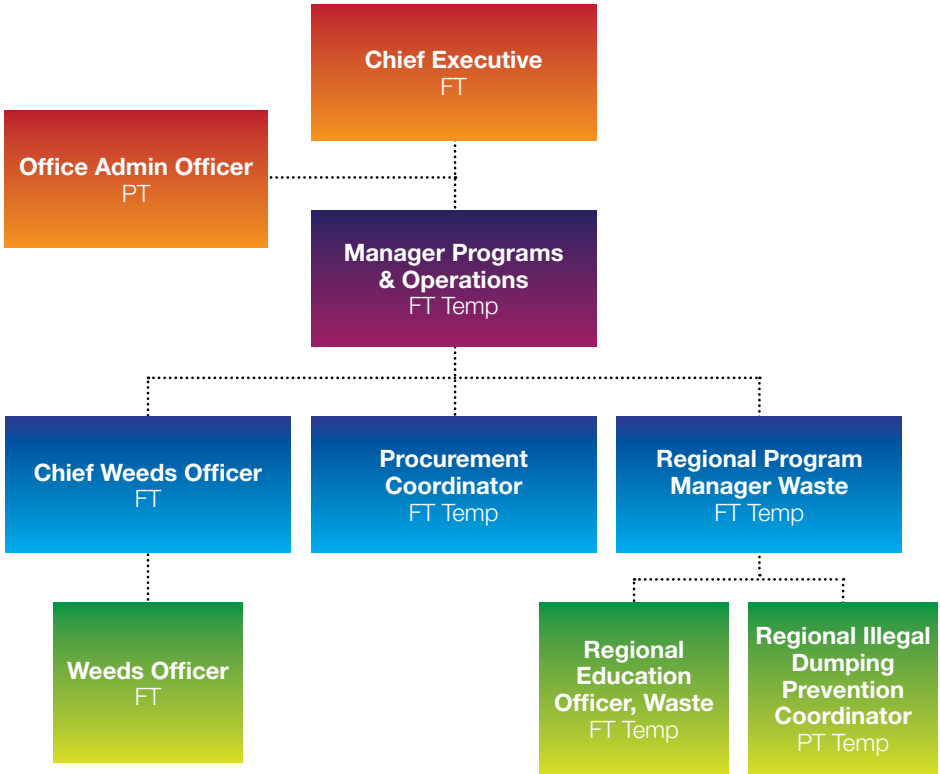 Chief Executive
FT
Office Admin Officer
PT
Manager Programs
& Operations
FT Temp
Chief Weeds Officer
FT
Procurement
Coordinator
FT Temp
Regional Program
Manager Waste
FT Temp
Weeds Officer
FT
Regional
Education
Officer, Waste
FT Temp
Regional Illegal
Dumping
Prevention
Coordinator
PT Temp